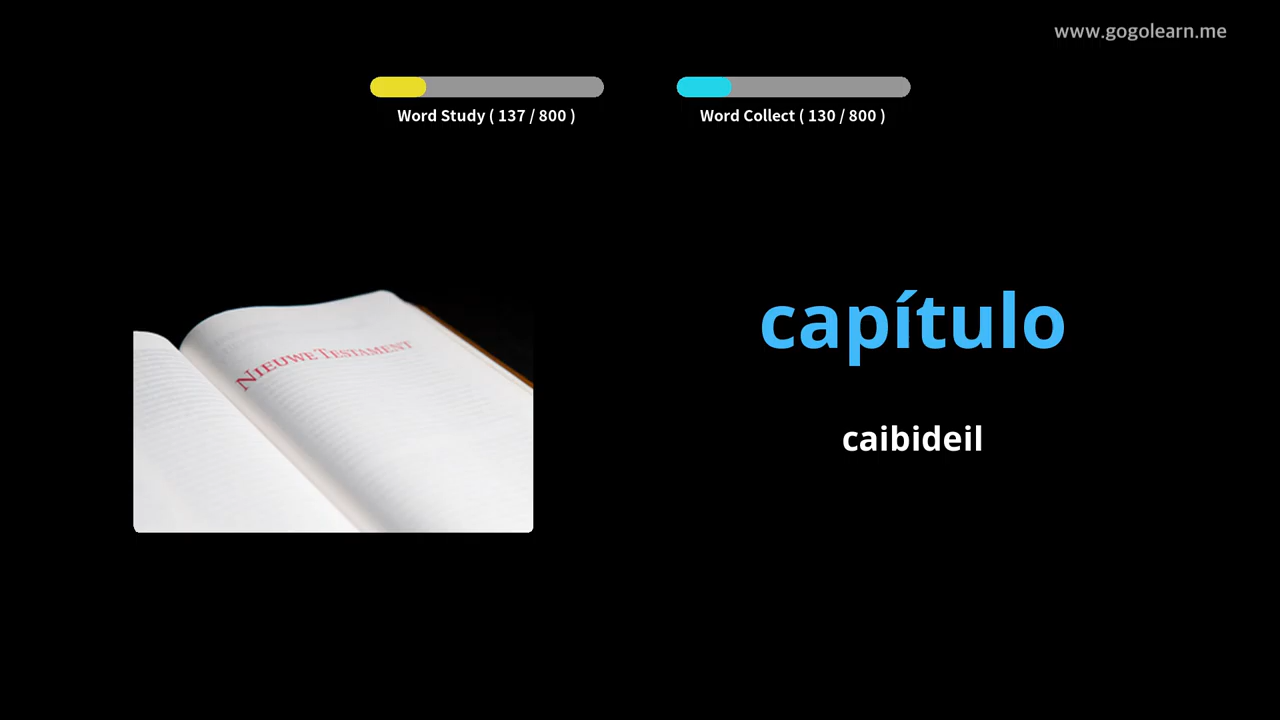 www.gogolearn.me
Word Study ( 137 / 800 )
Word Collect ( 130 / 800 )
NIEUWE TESTAMENT
capítulo
caibideil